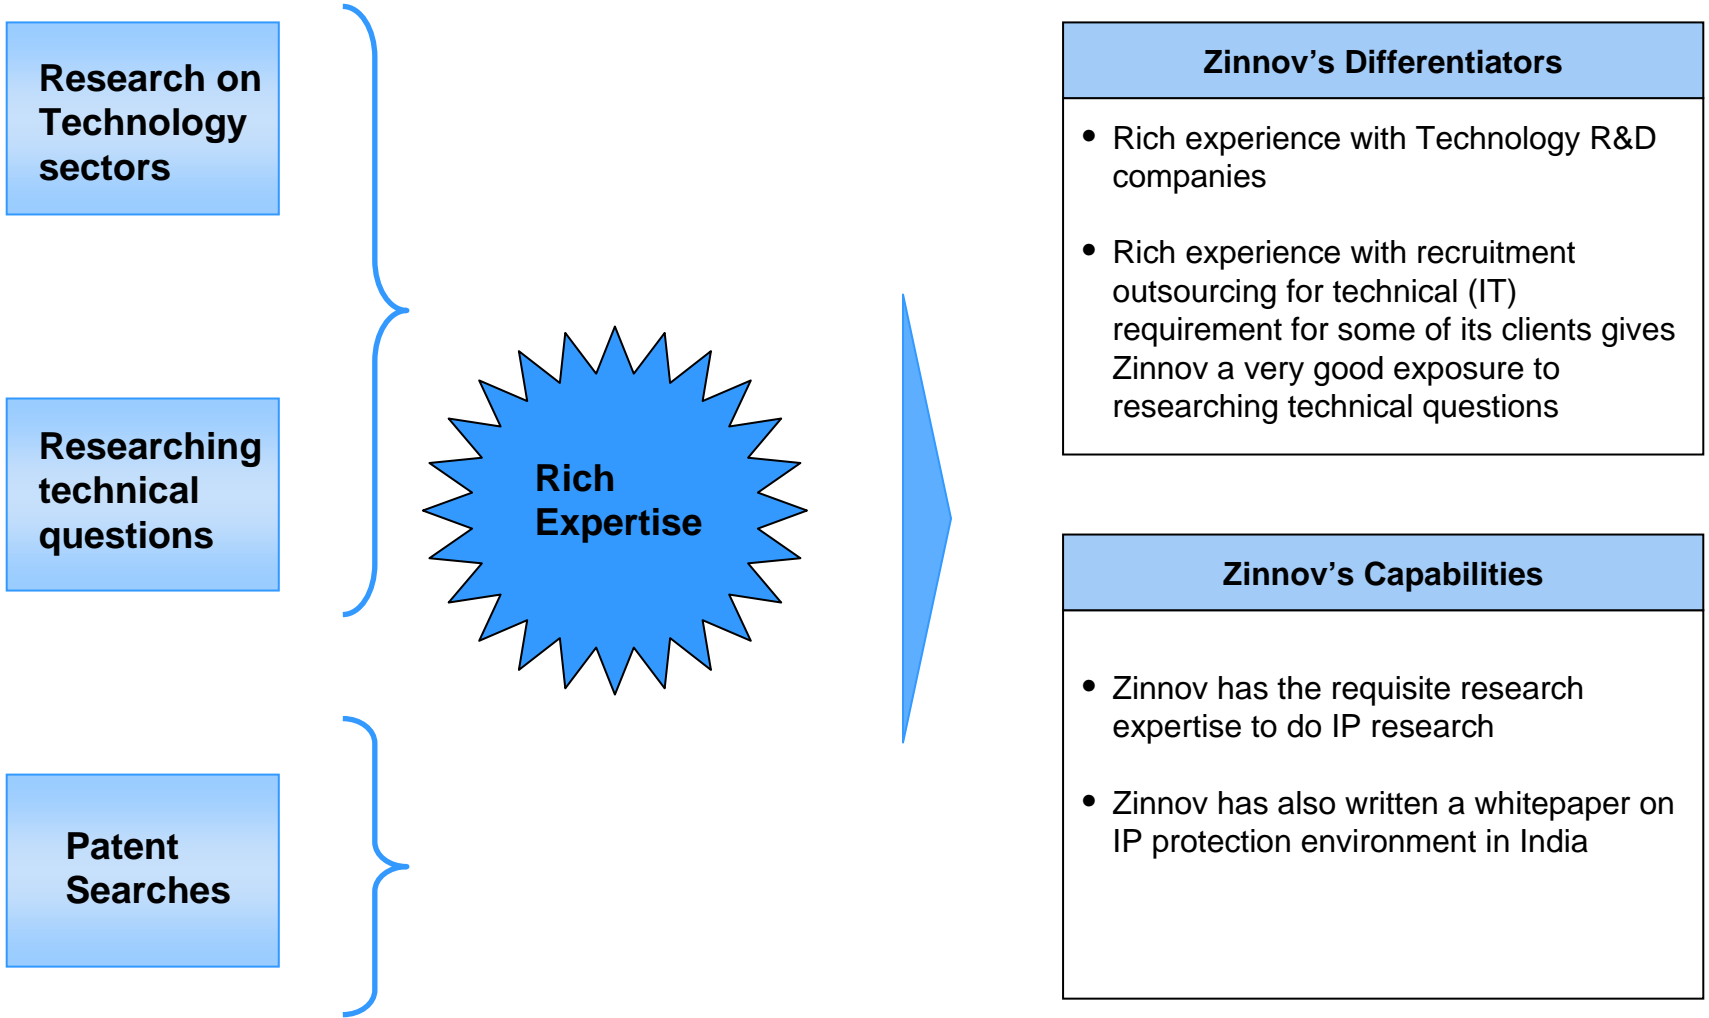 Research on
Technology
sectors
Researching
technical
questions
Patent
Searches
Rich
Expertise
Zinnov’s Differentiators
• Rich experience with Technology R&D
companies
• Rich experience with recruitment
outsourcing for technical (IT)
requirement for some of its clients gives
Zinnov a very good exposure to
researching technical questions
Zinnov’s Capabilities
• Zinnov has the requisite research
expertise to do IP research
• Zinnov has also written a whitepaper on
IP protection environment in India